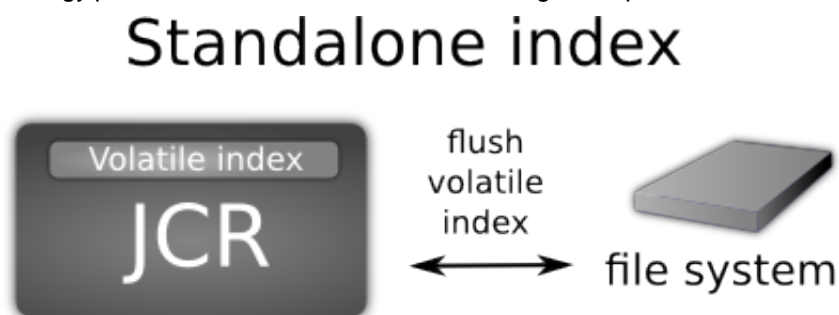 Standalone index
Volatile index
JCR
flush
volatile
index
file system